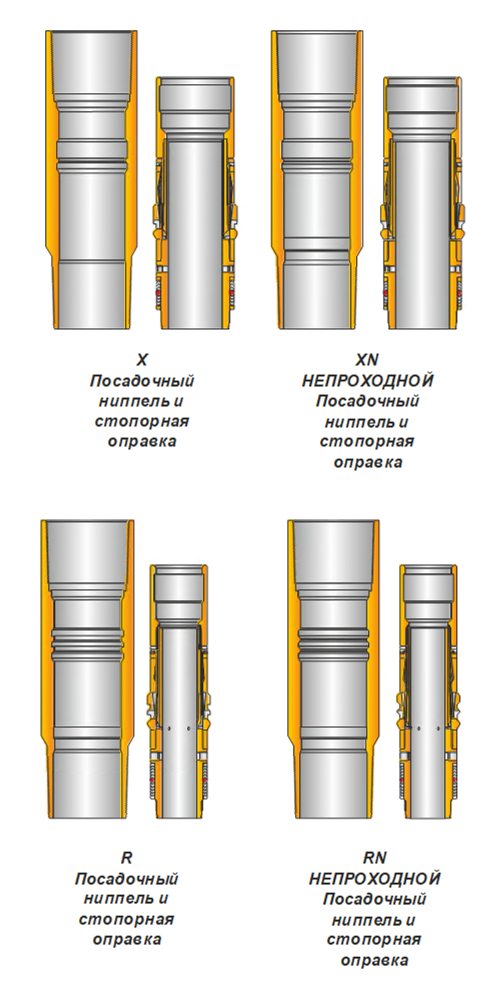 X
Посадочный
ниппель и
стопорная
оправка
XN
НЕПРОХОДНОЙ
Посадочный
ниппель и
стопорная
оправка
R
Посадочный
ниппель и
стопорная
оправка
RN
НЕПРОХОДНОЙ
Посадочный
ниппель и
стопорная
оправка